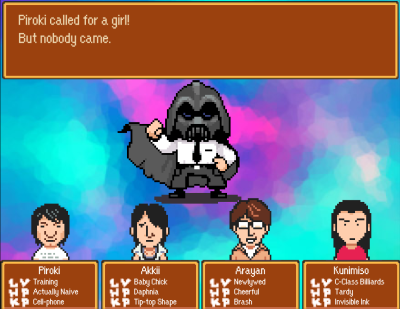 Piroki called for a girl!
But nobody came.
Piroki
LV Training
HP Actually Naive
KP Cell-phone
Akkii
LV Baby Chick
HP Daphnia
KP Tip-top Shape
Arayan
LV Newlyved
HP Cheerful
KP Brash
Kunimiso
LV C-Class Billiards
HP Tardy
KP Invisible Ink